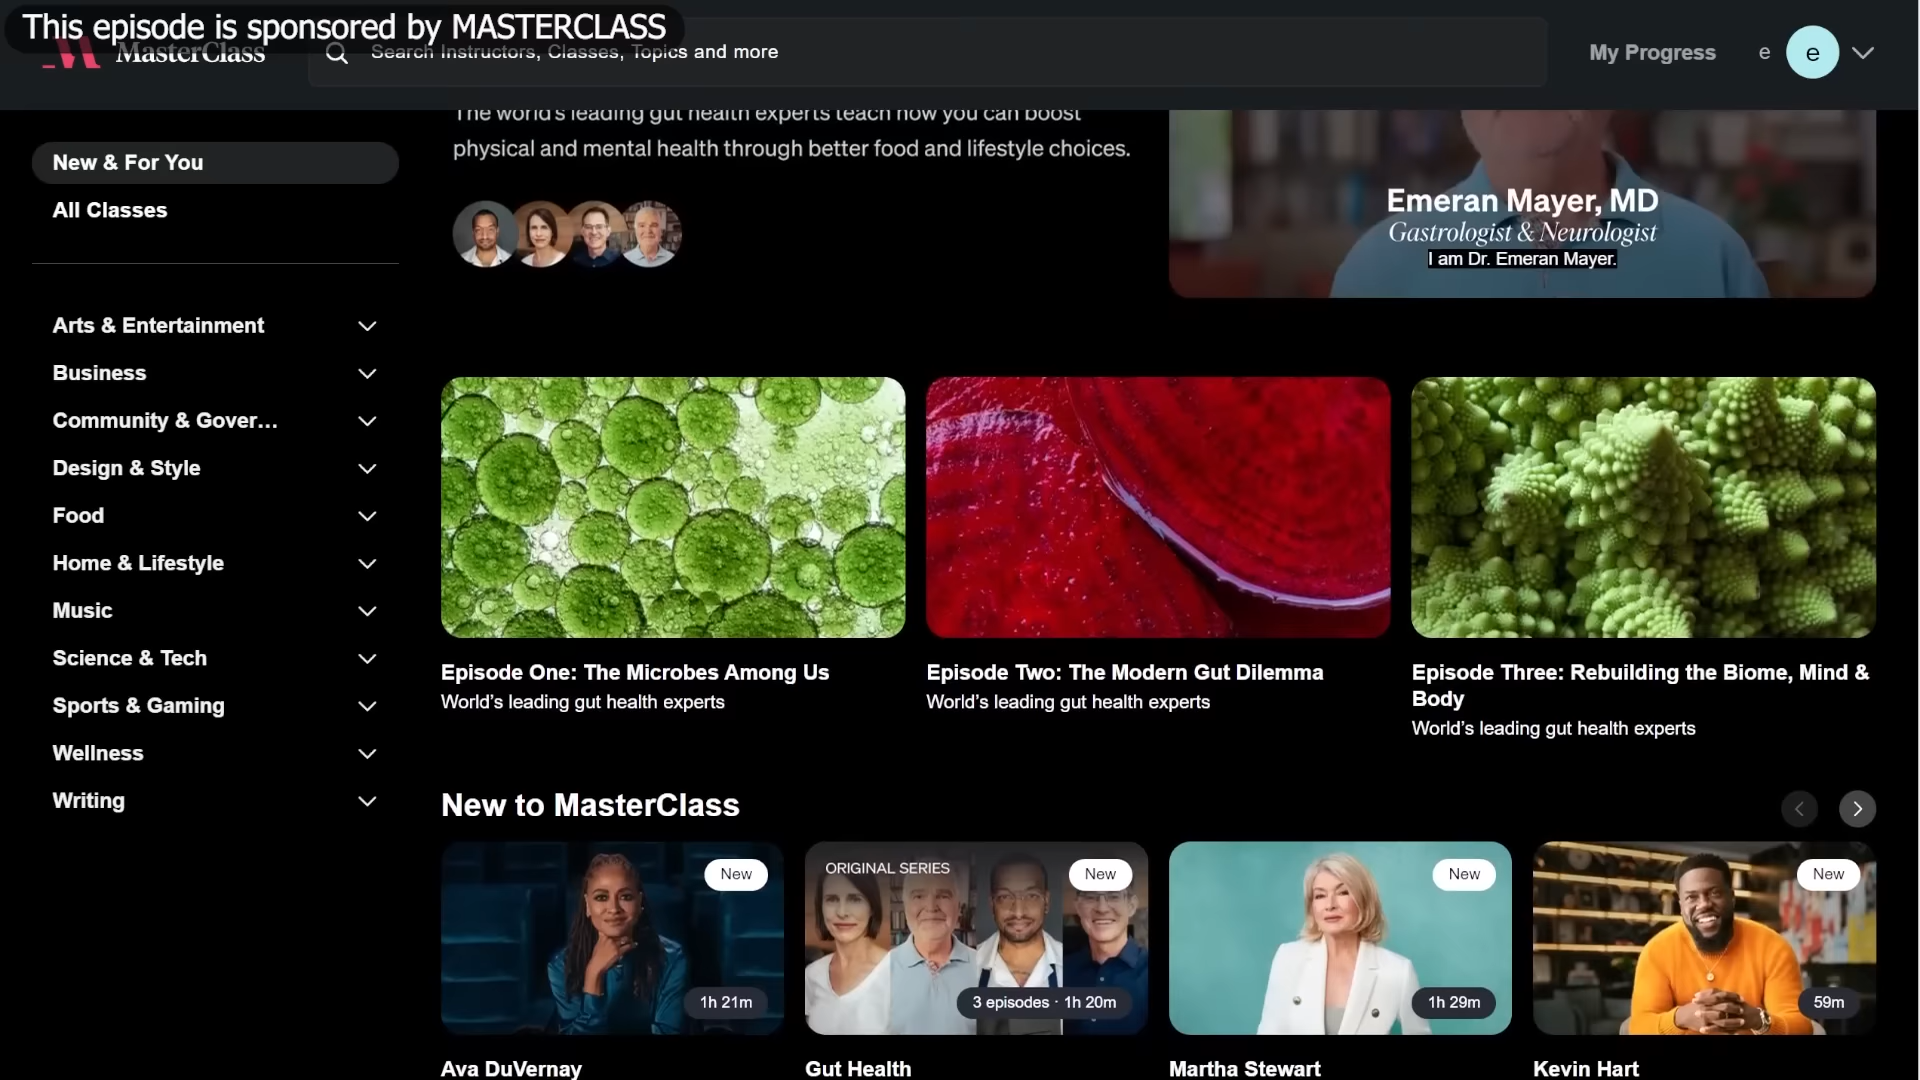 This episode is sponsored by MASTERCLASS
MasterClass
Search Instructors, Classes, Topics and more
My Progress
e
e
New & For You
All Classes
Arts & Entertainment
Business
Community & Gover...
Design & Style
Food
Home & Lifestyle
Music
Science & Tech
Sports & Gaming
Wellness
Writing
The world's leading gut health experts teach how you can boost
physical and mental health through better food and lifestyle choices.
Emeran Mayer, MD
Gastrologist & Neurologist
I am Dr. Emeran Mayer.
Episode One: The Microbes Among Us
World's leading gut health experts
Episode Two: The Modern Gut Dilemma
World's leading gut health experts
Episode Three: Rebuilding the Biome, Mind &
Body
World's leading gut health experts
New to MasterClass
New
1h 21m
Ava DuVernay
ORIGINAL SERIES
New
3 episodes · 1h 20m
Gut Health
New
1h 29m
Martha Stewart
New
59m
Kevin Hart